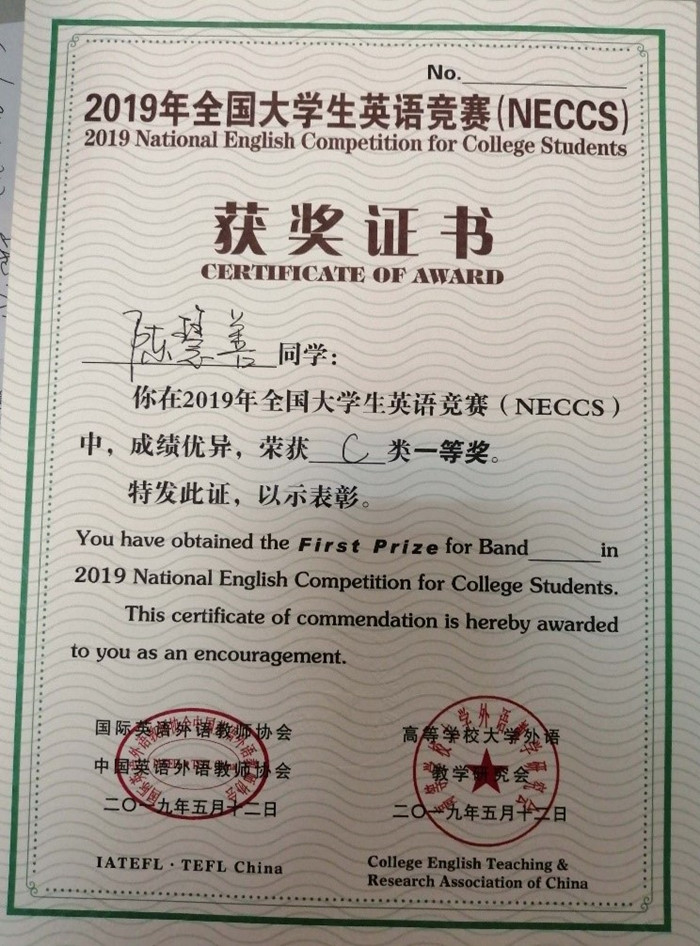 No.
2019年全国大学生英语竞赛(NECCS)
2019 National English Competition for College Students
获奖证书
CERTIFICATE OF AWARD
陈慧善同学:
你在2019年全国大学生英语竞赛(NECCS)
中,成绩优异,荣获 C 类一等奖。
特发此证,以示表彰。
You have obtained the First Prize for Band in
2019 National English Competition for College Students.
This certificate of commendation is hereby awarded
to you as an encouragement.
国际英语外语教师协会
中国英语外语教师协会
二〇一九年五月十二日
IATEFL · TEFL China
高等学校大学外语
教学研究会
二〇一九年五月十二日
College English Teaching &
Research Association of China